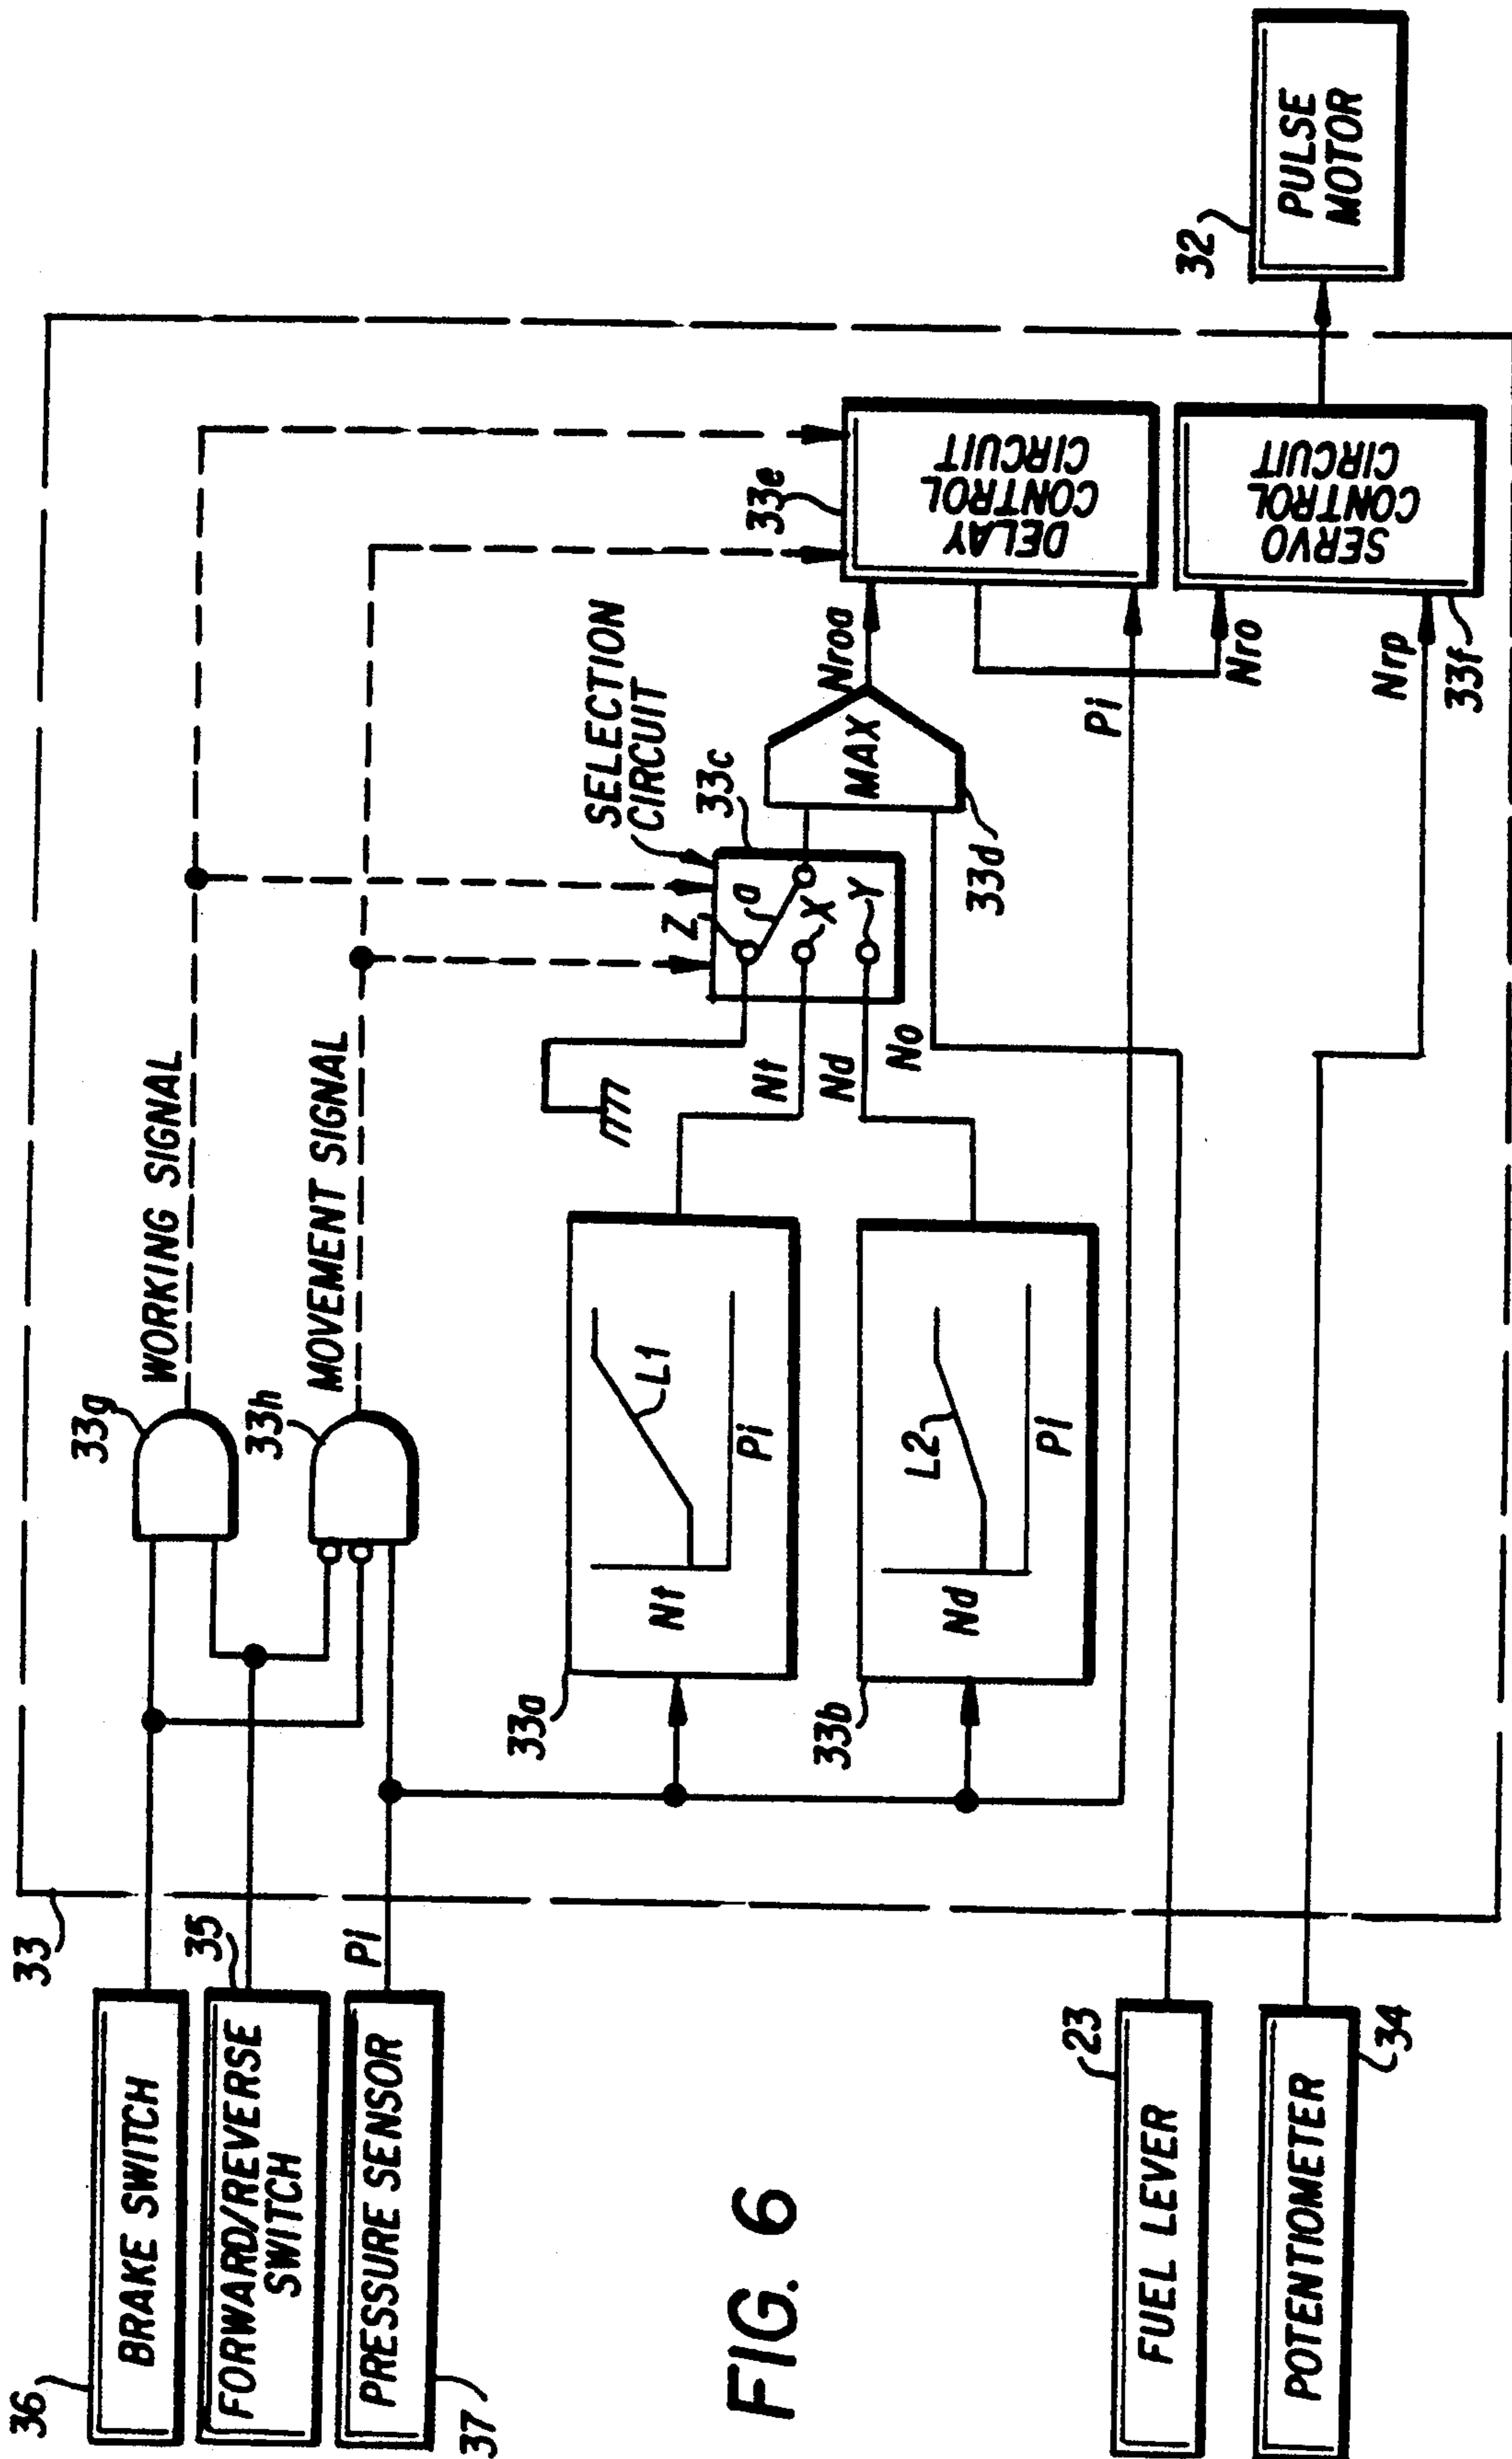 FIG. 6
36
BRAKE SWITCH
35
FORWARD/REVERSE
SWITCH
37
PRESSURE SENSOR
Pi
23
FUEL LEVER
34
POTENTIOMETER
33
33g
WORKING SIGNAL
33h
MOVEMENT SIGNAL
33a
Nt
L1
Pi
33b
Nd
L2
Pi
Nt
Nd
No
SELECTION
CIRCUIT
33c
Z
a
X
Y
MAX
33d
Nroa
33e
DELAY
CONTROL
CIRCUIT
Pi
Nro
Nrp
33f
SERVO
CONTROL
CIRCUIT
32
PULSE
MOTOR